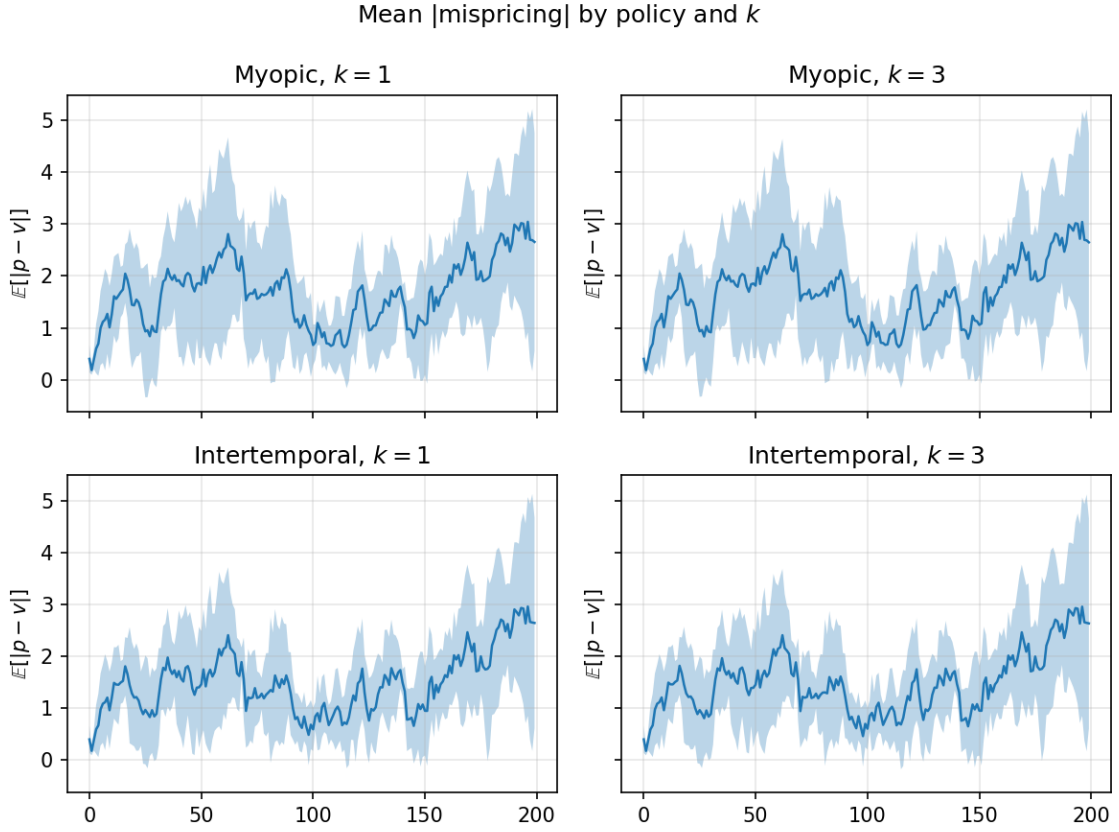 Mean |mispricing| by policy and k
Myopic, k = 1
Myopic, k = 3
𝔼[|p − v|]
5
4
3
2
1
0
𝔼[|p − v|]
Intertemporal, k = 1
Intertemporal, k = 3
𝔼[|p − v|]
5
4
3
2
1
0
𝔼[|p − v|]
0 50 100 150 200
0 50 100 150 200